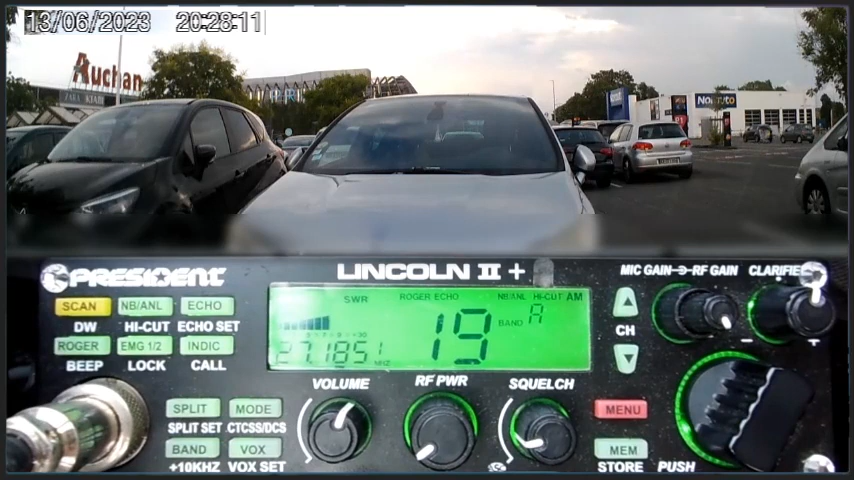 13/06/2023 20:28:11
Auchan
ZARA KIABI
Norauto
PRESIDENT
LINCOLN II +
MIC GAIN RF GAIN CLARIFIER
SCAN NB/ANL ECHO
DW HI-CUT ECHO SET
ROGER EMG 1/2 INDIC
BEEP LOCK CALL
SWR ROGER ECHO NB/ANL HI-CUT AM
19 BAND A
27.1851 MHZ
CH
- +
VOLUME RF PWR SQUELCH
SPLIT MODE
SPLIT SET CTCSS/DCS
BAND VOX
+10KHZ VOX SET
MENU
MEM
STORE PUSH